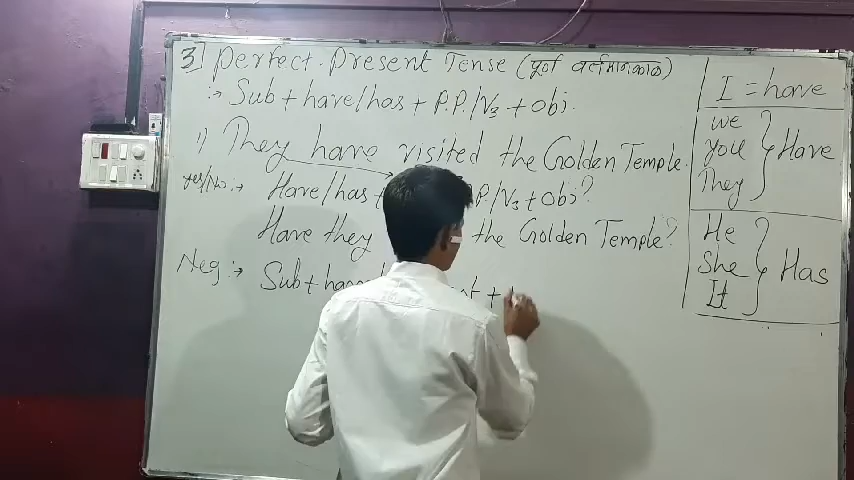 3] Perfect Present Tense (पूर्ण वर्तमानकाळ)
:→ Sub + have/has + P.P./V₃ + obj.
1) They have visited the Golden Temple.
Yes/No :→ Have/has + P./V₃ + obj?
Have they the Golden Temple?
Neg :→ Sub + +
I = have
we
you } Have
They
He
She } Has
It